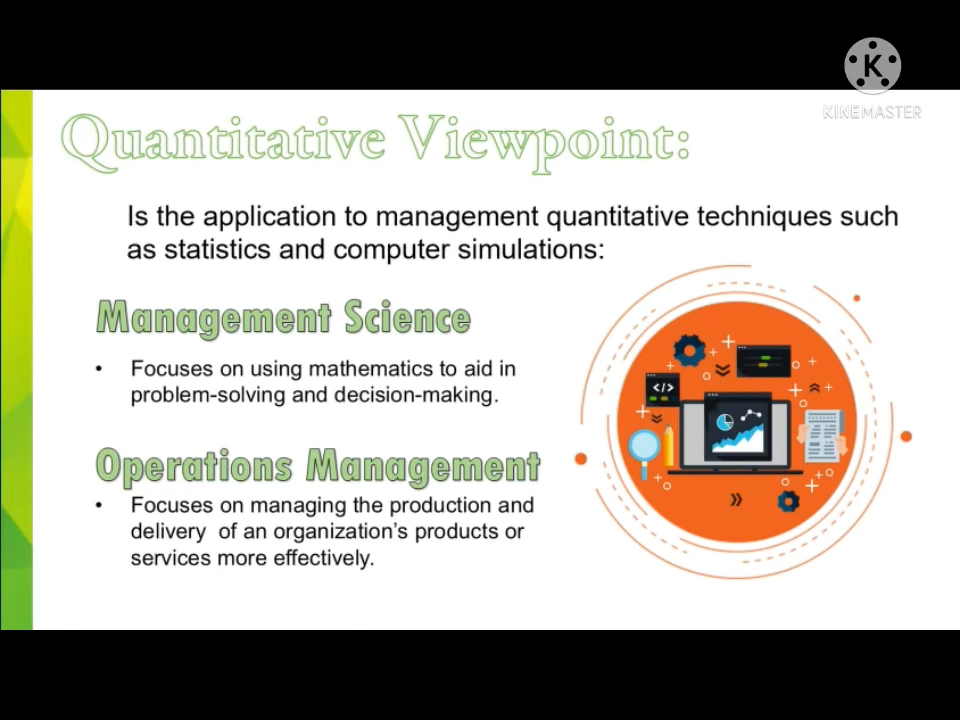 K
KINEMASTER
Quantitative Viewpoint:
Is the application to management quantitative techniques such
as statistics and computer simulations:
Management Science
• Focuses on using mathematics to aid in
problem-solving and decision-making.
</>
Operations Management
• Focuses on managing the production and
delivery of an organization's products or
services more effectively.